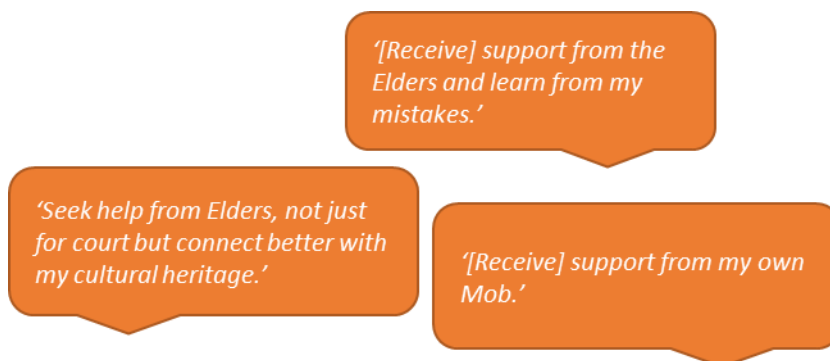 ‘[Receive] support from the
Elders and learn from my
mistakes.’
‘Seek help from Elders, not just
for court but connect better with
my cultural heritage.’
‘[Receive] support from my own
Mob.’